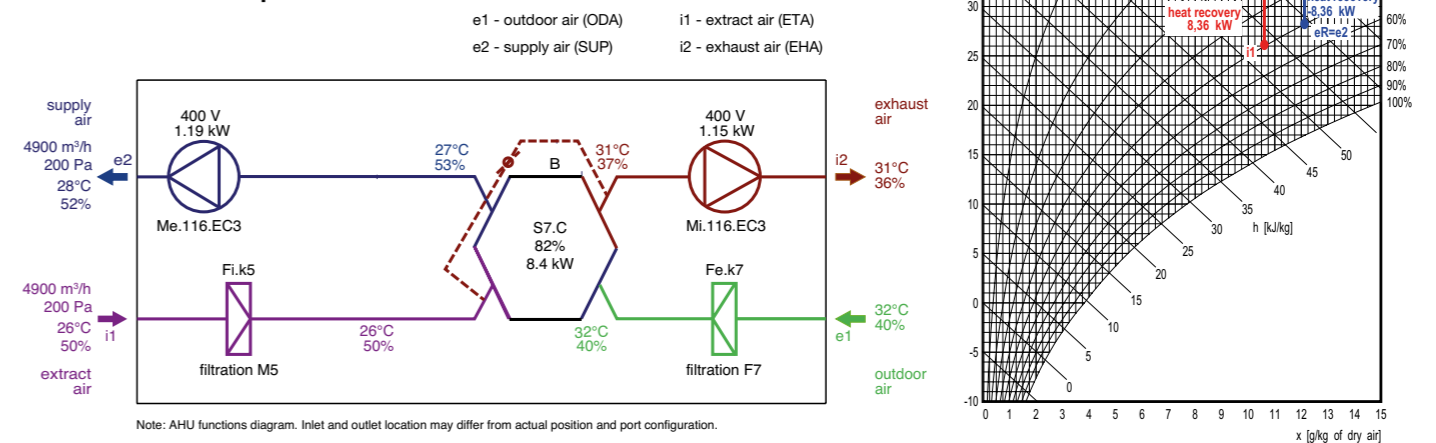 e1 - outdoor air (ODA)
i1 - extract air (ETA)
e2 - supply air (SUP)
i2 - exhaust air (EHA)
supply
air
4900 m³/h
200 Pa
28°C
52%
e2
400 V
1.19 kW
Me.116.EC3
27°C
53%
B
31°C
37%
400 V
1.15 kW
Mi.116.EC3
exhaust
air
i2
31°C
36%
S7.C
82%
8.4 kW
4900 m³/h
200 Pa
26°C
50%
i1
extract
air
Fi.k5
filtration M5
26°C
50%
32°C
40%
Fe.k7
filtration F7
32°C
40%
e1
outdoor
air
Note: AHU functions diagram. Inlet and outlet location may differ from actual position and port configuration.
heat recovery
8,36 kW
i1
heat recovery
-8,36 kW
eR=e2
60%
70%
80%
90%
100%
30
25
20
15
10
5
0
-5
-10
50
45
40
35
30
25
20
15
10
5
0
h [kJ/kg]
0 1 2 3 4 5 6 7 8 9 10 11 12 13 14 15
x [g/kg of dry air]